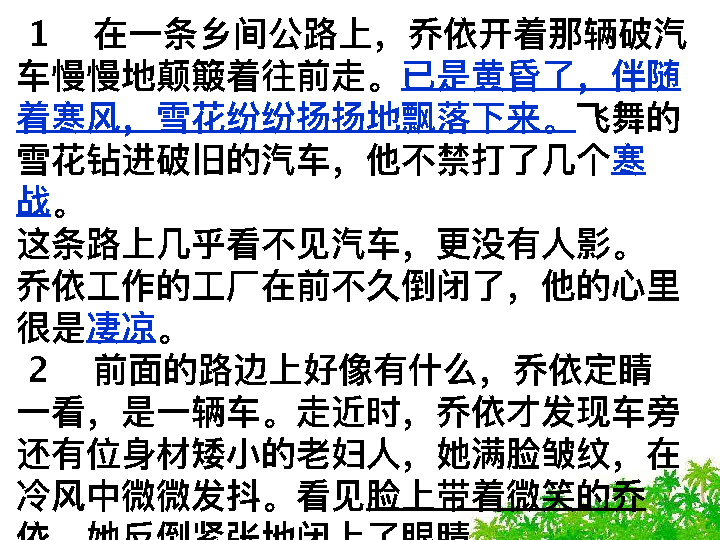 1 在一条乡间公路上，乔依开着那辆破汽
车慢慢地颠簸着往前走。已是黄昏了，伴随
着寒风，雪花纷纷扬扬地飘落下来。飞舞的
雪花钻进破旧的汽车，他不禁打了几个寒
战。
这条路上几乎看不见汽车，更没有人影。
乔依工作的工厂在前不久倒闭了，他的心里
很是凄凉。
2 前面的路边上好像有什么，乔依定睛
一看，是一辆车。走近时，乔依才发现车旁
还有位身材矮小的老妇人，她满脸皱纹，在
冷风中微微发抖。看见脸上带着微笑的乔
依，她反倒紧张地闭上了眼睛